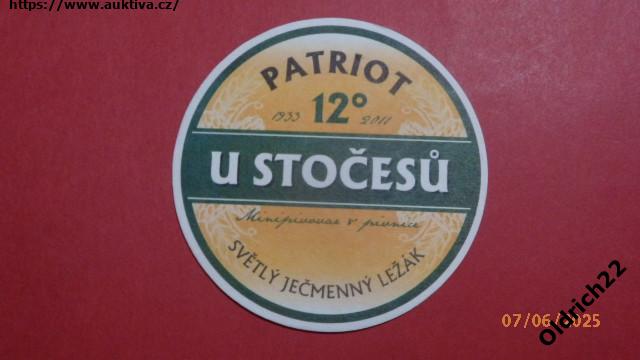 https://www.auktiva.cz/
PATRIOT
12°
1933 2011
U STOČESŮ
Minipivovar v pivnici
SVĚTLÝ JEČMENNÝ LEŽÁK
07/06/2025
Oldrich22